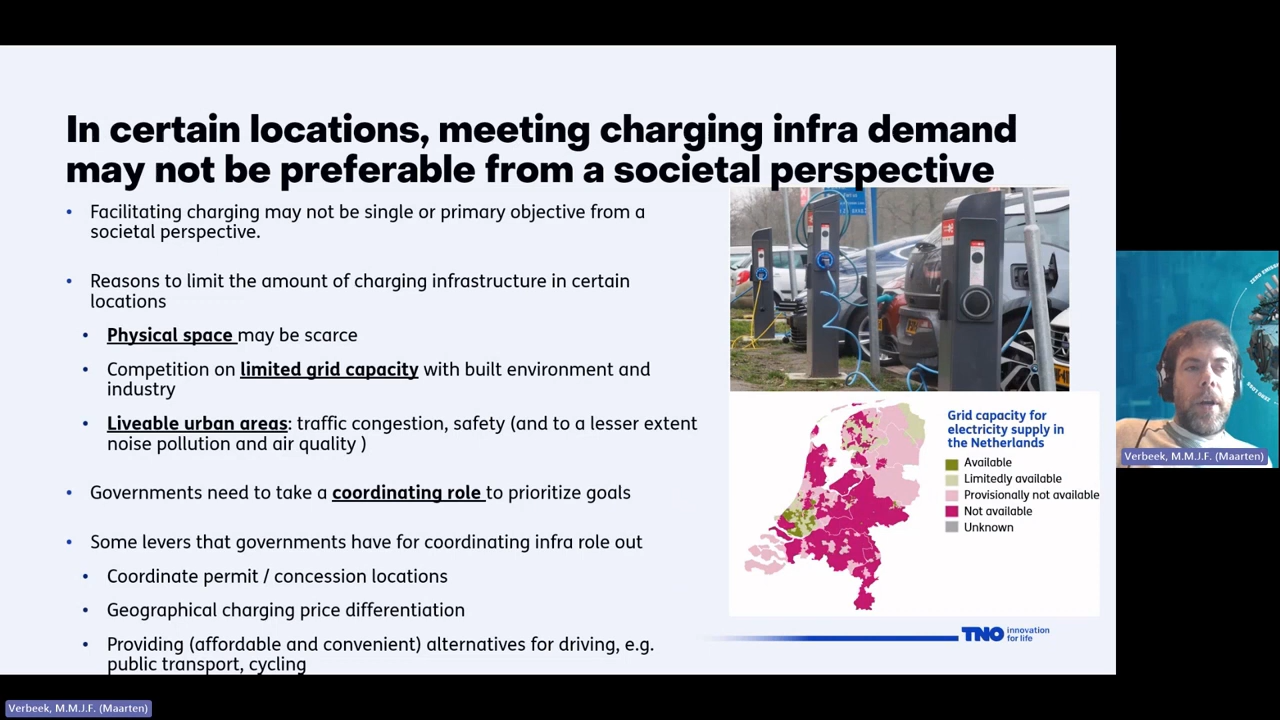 In certain locations, meeting charging infra demand
may not be preferable from a societal perspective
• Facilitating charging may not be single or primary objective from a
societal perspective.
• Reasons to limit the amount of charging infrastructure in certain
locations
• Physical space may be scarce
• Competition on limited grid capacity with built environment and
industry
• Liveable urban areas: traffic congestion, safety (and to a lesser extent
noise pollution and air quality )
• Governments need to take a coordinating role to prioritize goals
• Some levers that governments have for coordinating infra role out
• Coordinate permit / concession locations
• Geographical charging price differentiation
• Providing (affordable and convenient) alternatives for driving, e.g.
public transport, cycling
Grid capacity for
electricity supply in
the Netherlands
Available
Limitedly available
Provisionally not available
Not available
Unknown
TNO innovation
for life
Verbeek, M.M.J.F. (Maarten)
Verbeek, M.M.J.F. (Maarten)